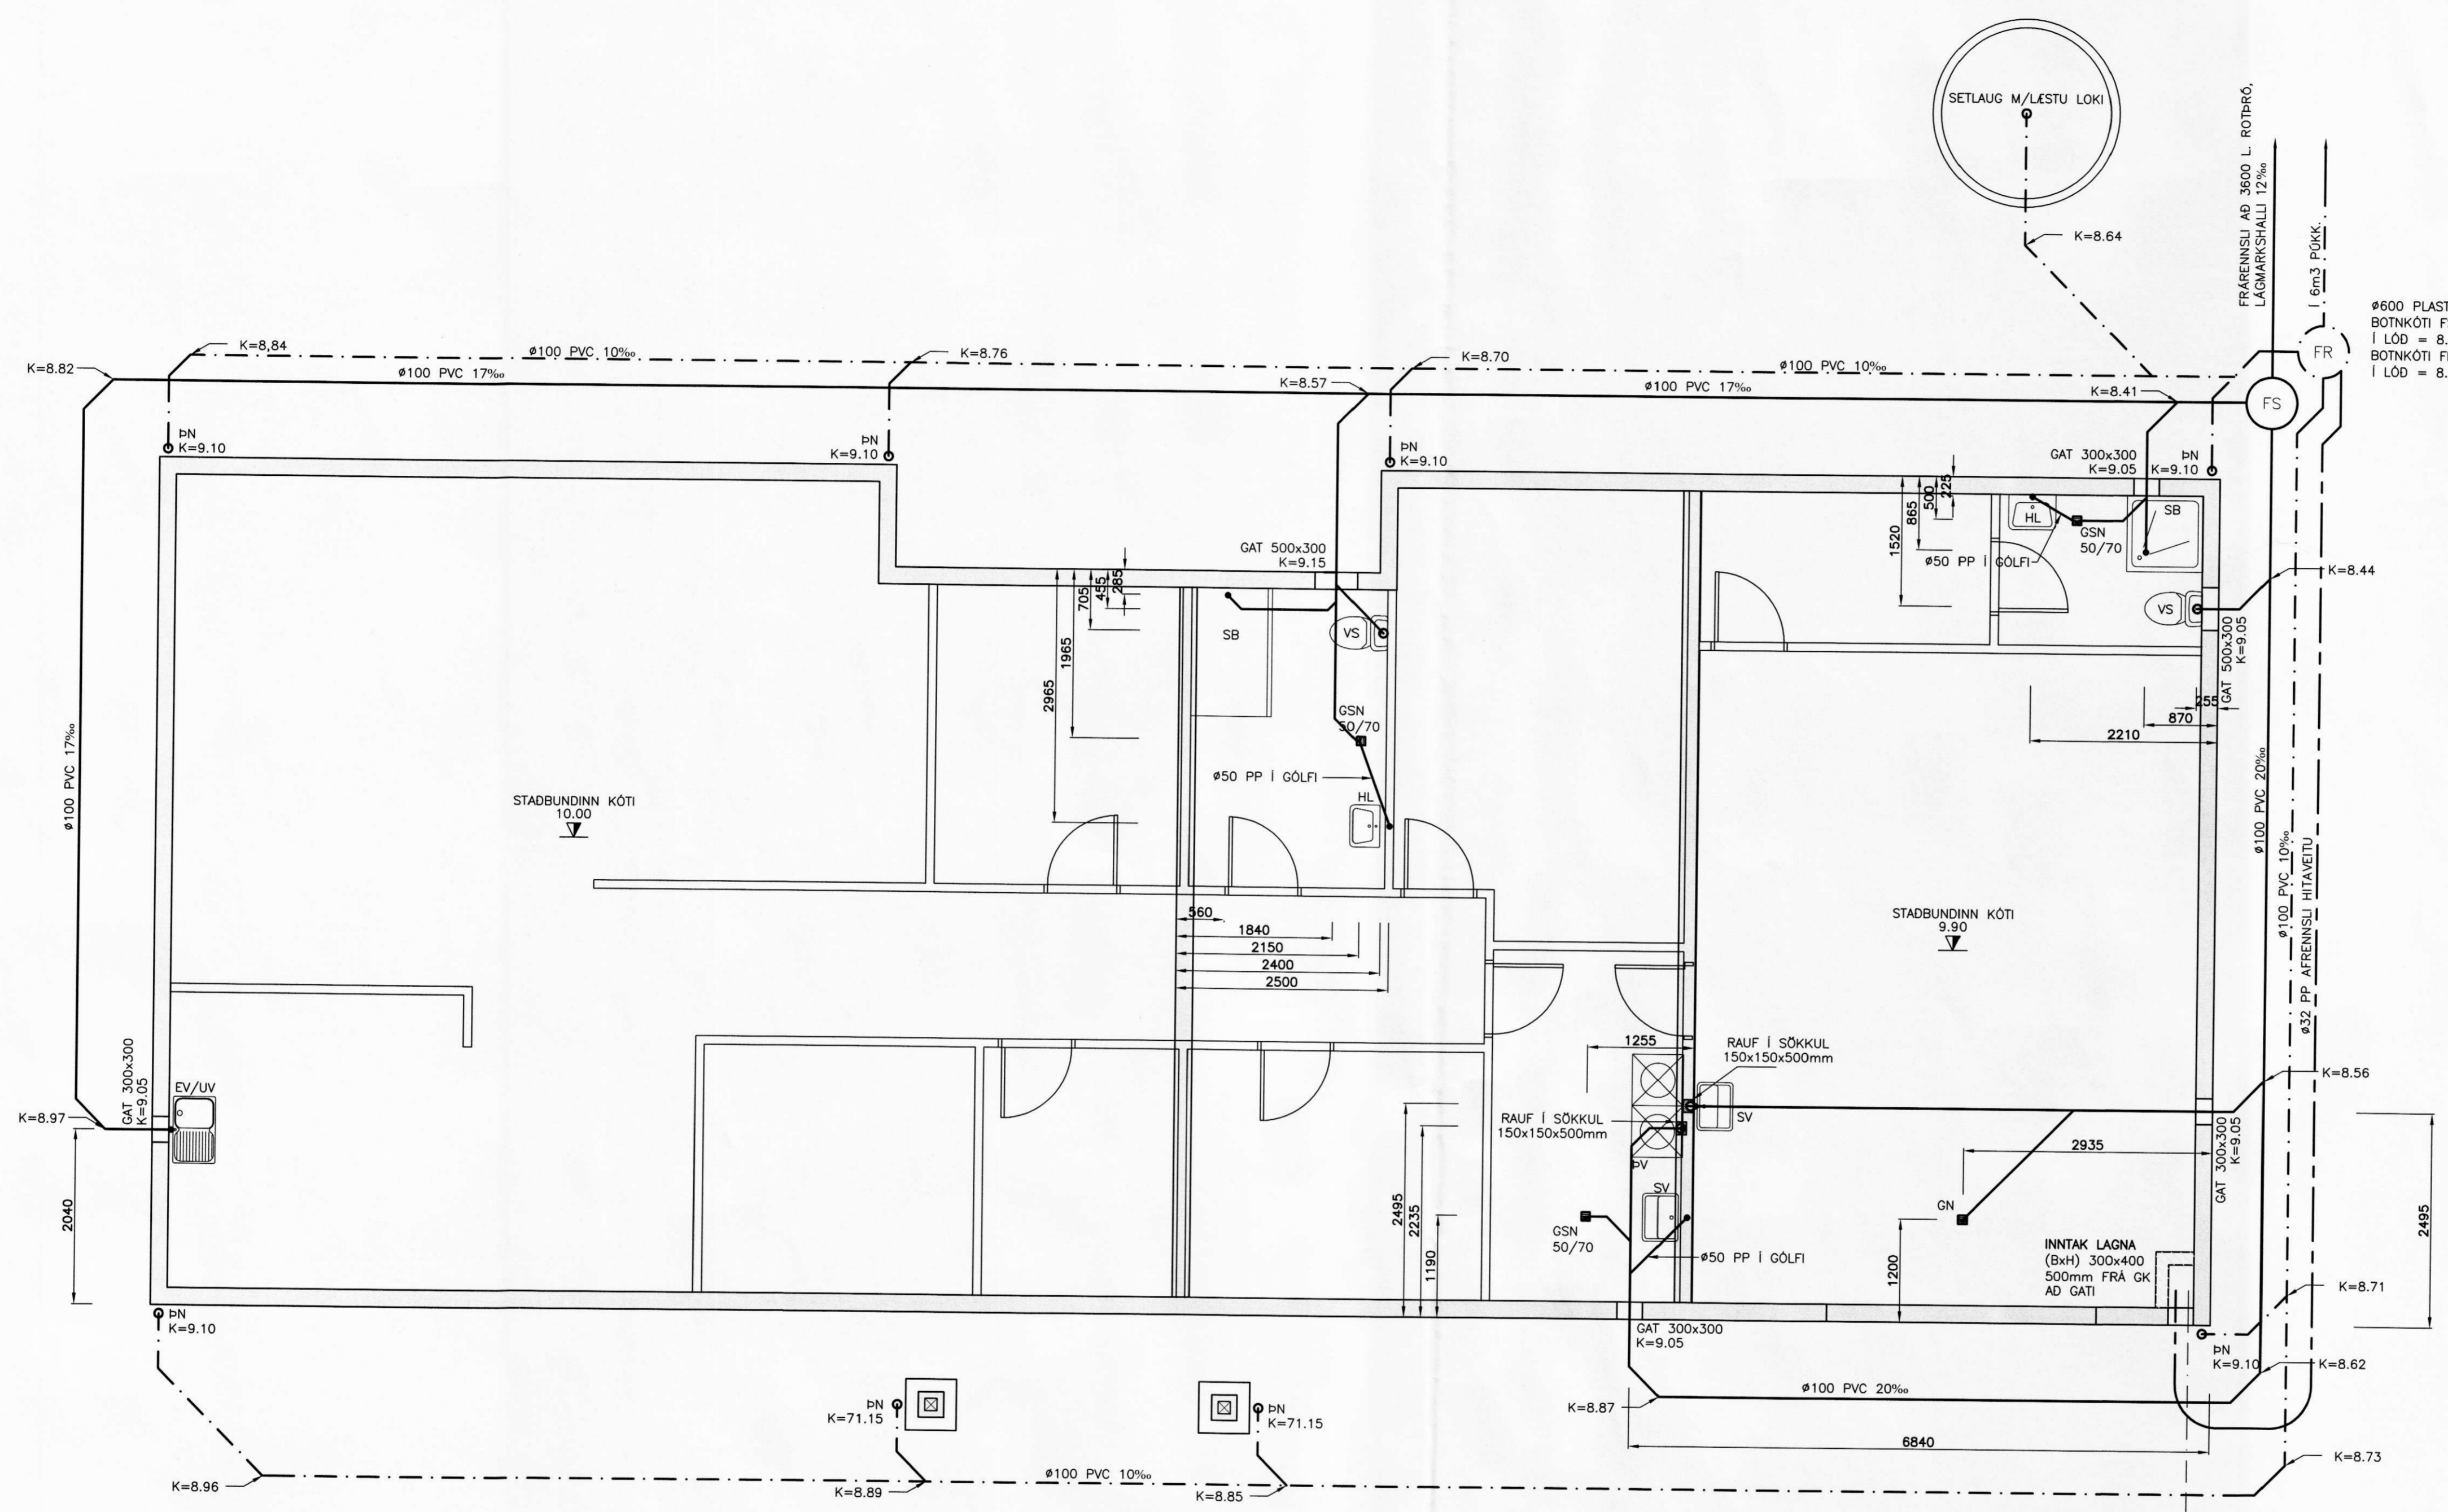 SETLAUG M/LÆSTU LOKI
K=8.64
FRÁRENNSLI AÐ 3600 L. ROTÞRÓ,
LÁGMARKSHALLI 12‰
Í 6m3 PÚKK.
ø600 PLAST
BOTNKÓTI F
Í LÓÐ = 8.
BOTNKÓTI F
Í LÓÐ = 8.
FR
FS
K=8.82
K=8,84
ø100 PVC 10‰
ø100 PVC 17‰
K=8.76
K=8.57
K=8.70
ø100 PVC 17‰
ø100 PVC 10‰
K=8.41
ÞN
K=9.10
ÞN
K=9.10
ÞN
K=9.10
GAT 300x300
K=9.05
ÞN
K=9.10
GAT 500x300
K=9.15
285
455
705
1965
2965
SB
VS
GSN
50/70
ø50 PP Í GÓLFI
HL
225
500
865
1520
HL
GSN
50/70
SB
ø50 PP Í GÓLFI
VS
K=8.44
GAT 500x300
K=9.05
255
870
2210
ø100 PVC 17‰
STAÐBUNDINN KÓTI
10.00
STAÐBUNDINN KÓTI
9.90
ø100 PVC 20‰
ø100 PVC 10‰
ø32 PP AFRENNSLI HITAVEITU
560
1840
2150
2400
2500
1255
RAUF Í SÖKKUL
150x150x500mm
RAUF Í SÖKKUL
150x150x500mm
SV
ÞV
SV
K=8.56
GAT 300x300
K=9.05
EV/UV
K=8.97
2040
2495
2235
1190
GSN
50/70
ø50 PP Í GÓLFI
2935
GN
1200
GAT 300x300
K=9.05
2495
INNTAK LAGNA
(BxH) 300x400
500mm FRÁ GK
AÐ GATI
K=8.71
ÞN
K=9.10
GAT 300x300
K=9.05
ÞN
K=9.10
K=8.62
ÞN
K=71.15
ÞN
K=71.15
K=8.87
ø100 PVC 20‰
6840
K=8.96
K=8.89
ø100 PVC 10‰
K=8.85
K=8.73